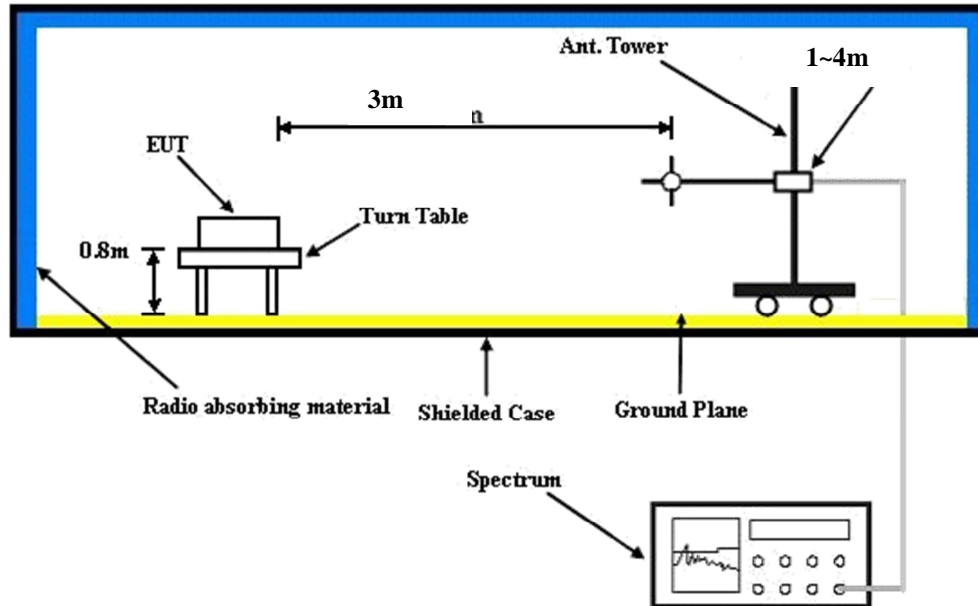 Ant. Tower
1~4m
3m
n
EUT
Turn Table
0.8m
Radio absorbing material
Shielded Case
Ground Plane
Spectrum